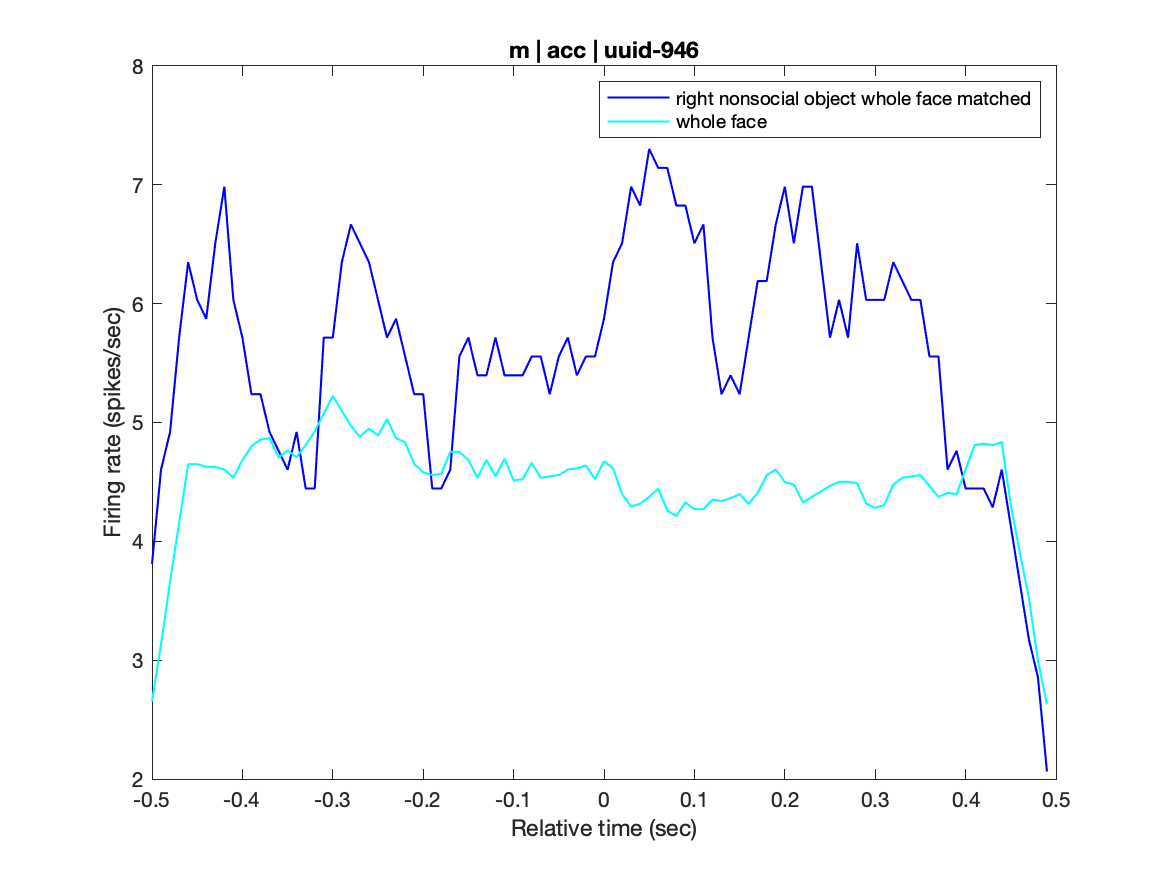 m | acc | uuid-946
right nonsocial object whole face matched
whole face
Firing rate (spikes/sec)
8
7
6
5
4
3
2
-0.5 -0.4 -0.3 -0.2 -0.1 0 0.1 0.2 0.3 0.4 0.5
Relative time (sec)